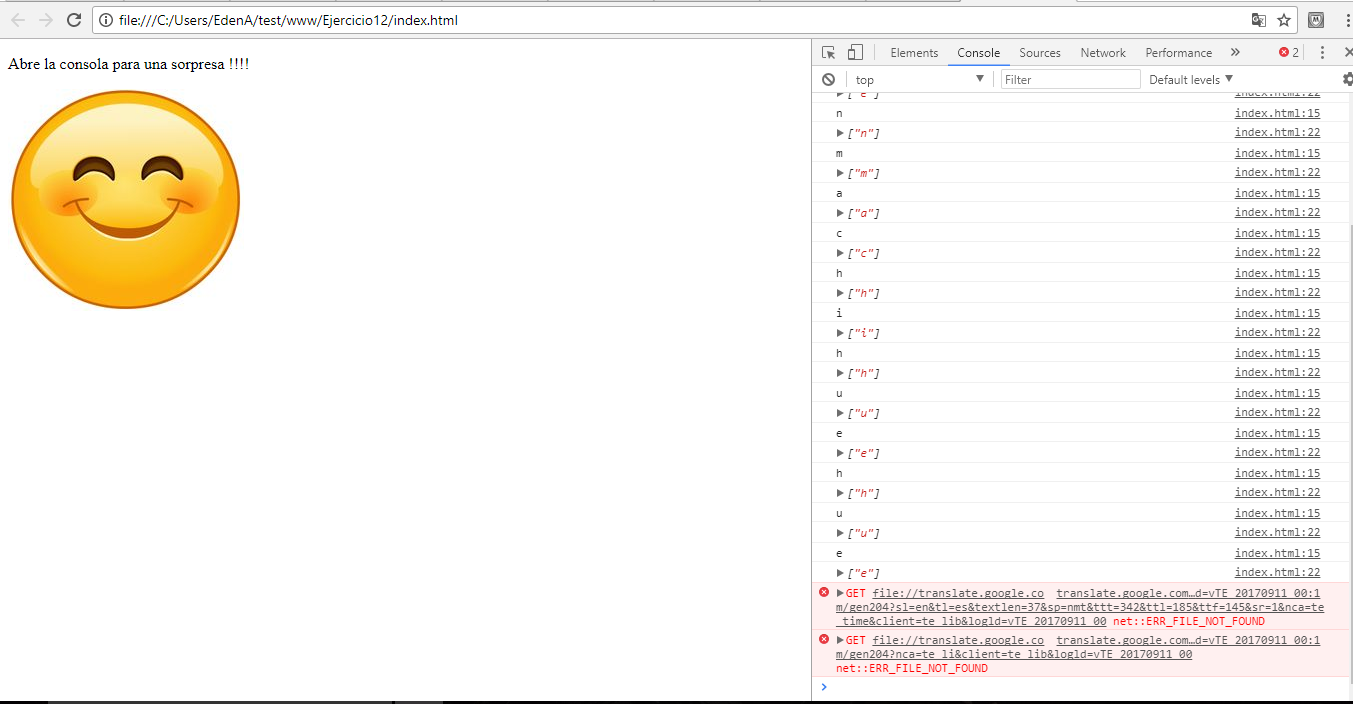 file:///C:/Users/EdenA/test/www/Ejercicio12/index.html
Abre la consola para una sorpresa !!!!
Elements Console Sources Network Performance » 2
top Filter Default levels
["E"] index.html:22
n index.html:15
["n"] index.html:22
m index.html:15
["m"] index.html:22
a index.html:15
["a"] index.html:22
c index.html:15
["c"] index.html:22
h index.html:15
["h"] index.html:22
i index.html:15
["i"] index.html:22
h index.html:15
["h"] index.html:22
u index.html:15
["u"] index.html:22
e index.html:15
["e"] index.html:22
h index.html:15
["h"] index.html:22
u index.html:15
["u"] index.html:22
e index.html:15
["e"] index.html:22
GET file://translate.google.co translate.google.com…d=vTE_20170911_00:1
m/gen204?sl=en&tl=es&textlen=37&sp=nmt&ttt=342&ttl=185&ttf=145&sr=1&nca=te
_time&client=te_lib&logld=vTE_20170911_00 net::ERR_FILE_NOT_FOUND
GET file://translate.google.co translate.google.com…d=vTE_20170911_00:1
m/gen204?nca=te_li&client=te_lib&logld=vTE_20170911_00
net::ERR_FILE_NOT_FOUND